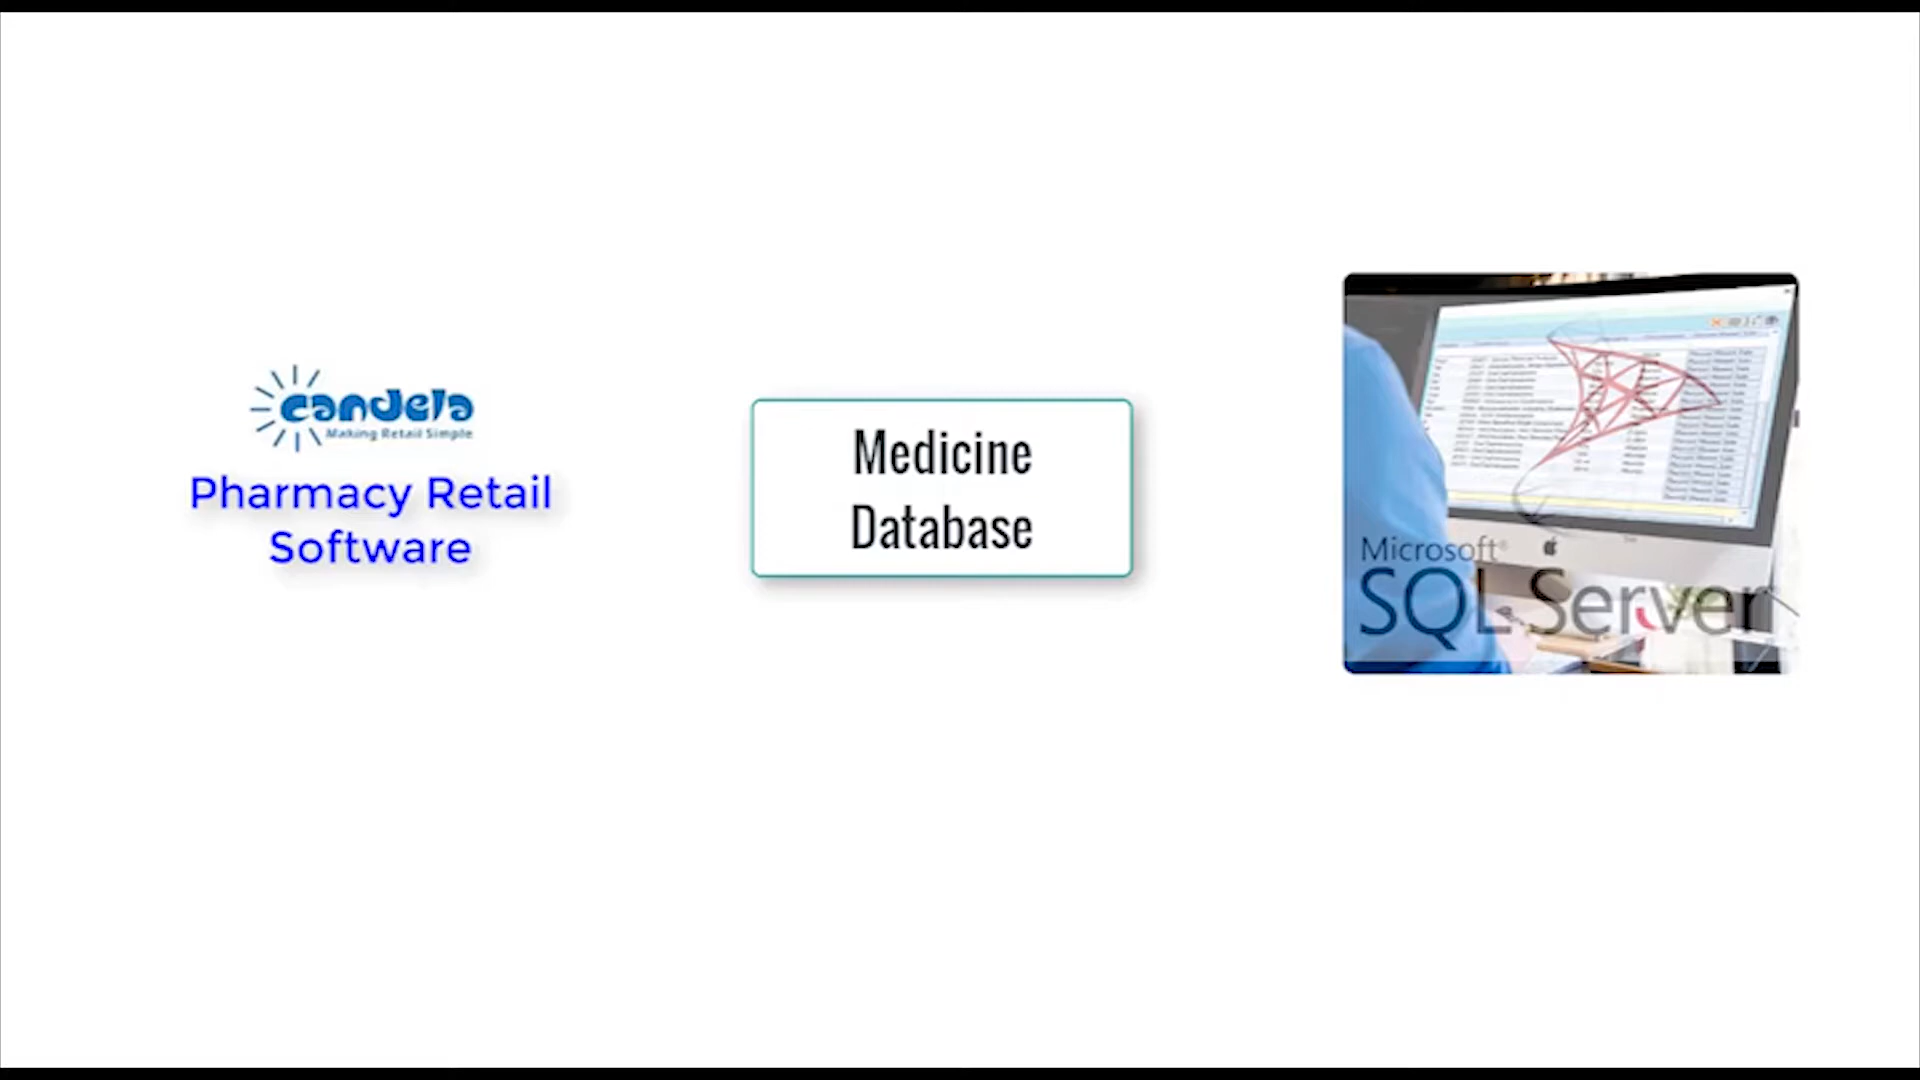 candela
Making Retail Simple
Pharmacy Retail
Software
Medicine
Database
Microsoft®
SQL Server